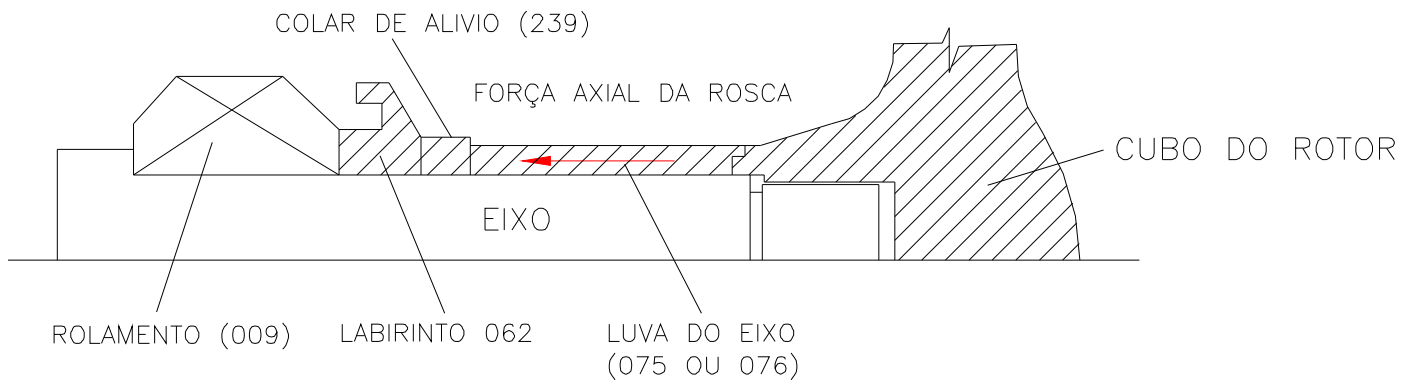 COLAR DE ALIVIO (239)
FORÇA AXIAL DA ROSCA
CUBO DO ROTOR
EIXO
ROLAMENTO (009)
LABIRINTO 062
LUVA DO EIXO
(075 OU 076)